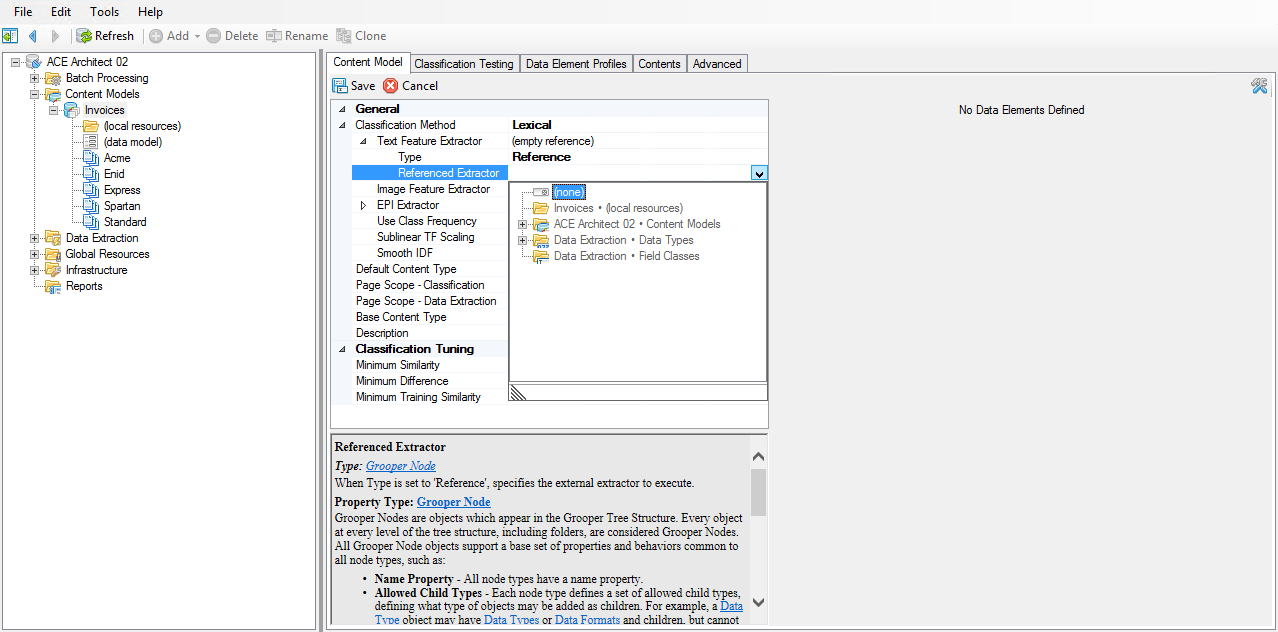 File Edit Tools Help
Refresh Add Delete Rename Clone
ACE Architect 02
Batch Processing
Content Models
Invoices
(local resources)
(data model)
Acme
Enid
Express
Spartan
Standard
Data Extraction
Global Resources
Infrastructure
Reports
Content Model Classification Testing Data Element Profiles Contents Advanced
Save Cancel
General
Classification Method Lexical
Text Feature Extractor (empty reference)
Type Reference
Referenced Extractor
Image Feature Extractor
EPI Extractor
Use Class Frequency
Sublinear TF Scaling
Smooth IDF
Default Content Type
Page Scope - Classification
Page Scope - Data Extraction
Base Content Type
Description
Classification Tuning
Minimum Similarity
Minimum Difference
Minimum Training Similarity
(none)
Invoices • (local resources)
ACE Architect 02 • Content Models
Data Extraction • Data Types
Data Extraction • Field Classes
Referenced Extractor
Type: Grooper Node
When Type is set to 'Reference', specifies the external extractor to execute.
Property Type: Grooper Node
Grooper Nodes are objects which appear in the Grooper Tree Structure. Every object
at every level of the tree structure, including folders, are considered Grooper Nodes.
All Grooper Node objects support a base set of properties and behaviors common to
all node types, such as:
• Name Property - All node types have a name property.
• Allowed Child Types - Each node type defines a set of allowed child types,
defining what type of objects may be added as children. For example, a Data
Type object may have Data Types or Data Formats and children, but cannot
No Data Elements Defined